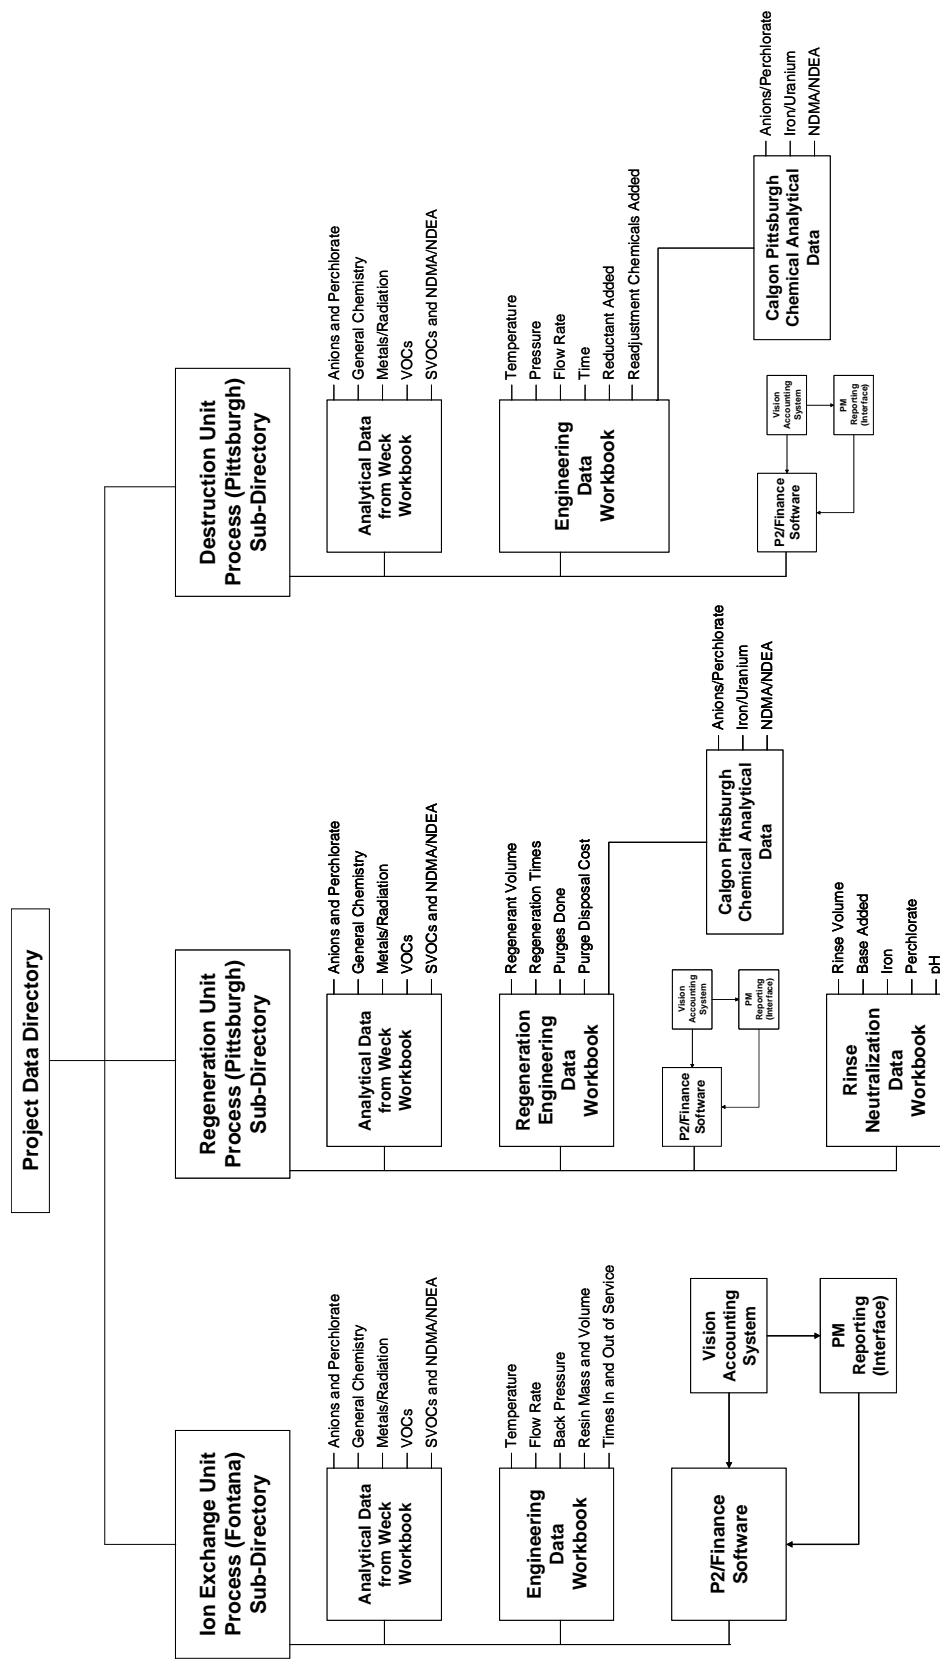 Project Data Directory
Ion Exchange Unit
Process (Fontana)
Sub-Directory
Analytical Data
from Weck
Workbook
Anions and Perchlorate
General Chemistry
Metals/Radiation
VOCs
SVOCs and NDMA/NDEA
Engineering
Data
Workbook
Temperature
Flow Rate
Back Pressure
Resin Mass and Volume
Times In and Out of Service
P2/Finance
Software
Vision
Accounting
System
PM
Reporting
(Interface)
Regeneration Unit
Process (Pittsburgh)
Sub-Directory
Analytical Data
from Weck
Workbook
Anions and Perchlorate
General Chemistry
Metals/Radiation
VOCs
SVOCs and NDMA/NDEA
Regeneration
Engineering
Data
Workbook
Regenerant Volume
Regeneration Times
Purges Done
Purge Disposal Cost
Calgon Pittsburgh
Chemical Analytical
Data
Anions/Perchlorate
Iron/Uranium
NDMA/NDEA
P2/Finance
Software
Vision
Accounting
System
PM
Reporting
(Interface)
Rinse
Neutralization
Data
Workbook
Rinse Volume
Base Added
Iron
Perchlorate
pH
Destruction Unit
Process (Pittsburgh)
Sub-Directory
Analytical Data
from Weck
Workbook
Anions and Perchlorate
General Chemistry
Metals/Radiation
VOCs
SVOCs and NDMA/NDEA
Engineering
Data
Workbook
Temperature
Pressure
Flow Rate
Time
Reductant Added
Readjustment Chemicals Added
Calgon Pittsburgh
Chemical Analytical
Data
Anions/Perchlorate
Iron/Uranium
NDMA/NDEA
P2/Finance
Software
Vision
Accounting
System
PM
Reporting
(Interface)